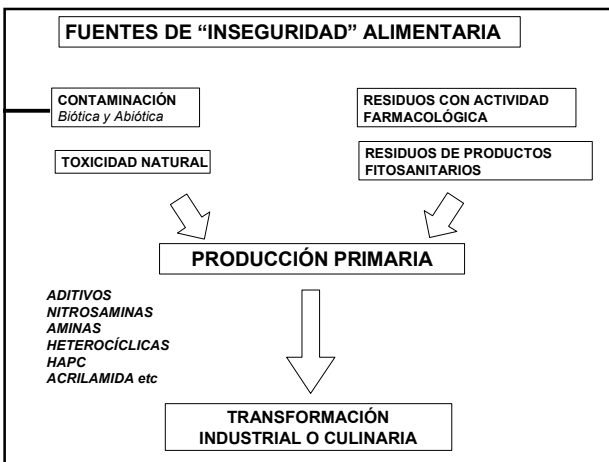 FUENTES DE “INSEGURIDAD” ALIMENTARIA
CONTAMINACIÓN
Biótica y Abiótica
TOXICIDAD NATURAL
RESIDUOS CON ACTIVIDAD
FARMACOLÓGICA
RESIDUOS DE PRODUCTOS
FITOSANITARIOS
PRODUCCIÓN PRIMARIA
ADITIVOS
NITROSAMINAS
AMINAS
HETEROCÍCLICAS
HAPC
ACRILAMIDA etc
TRANSFORMACIÓN
INDUSTRIAL O CULINARIA